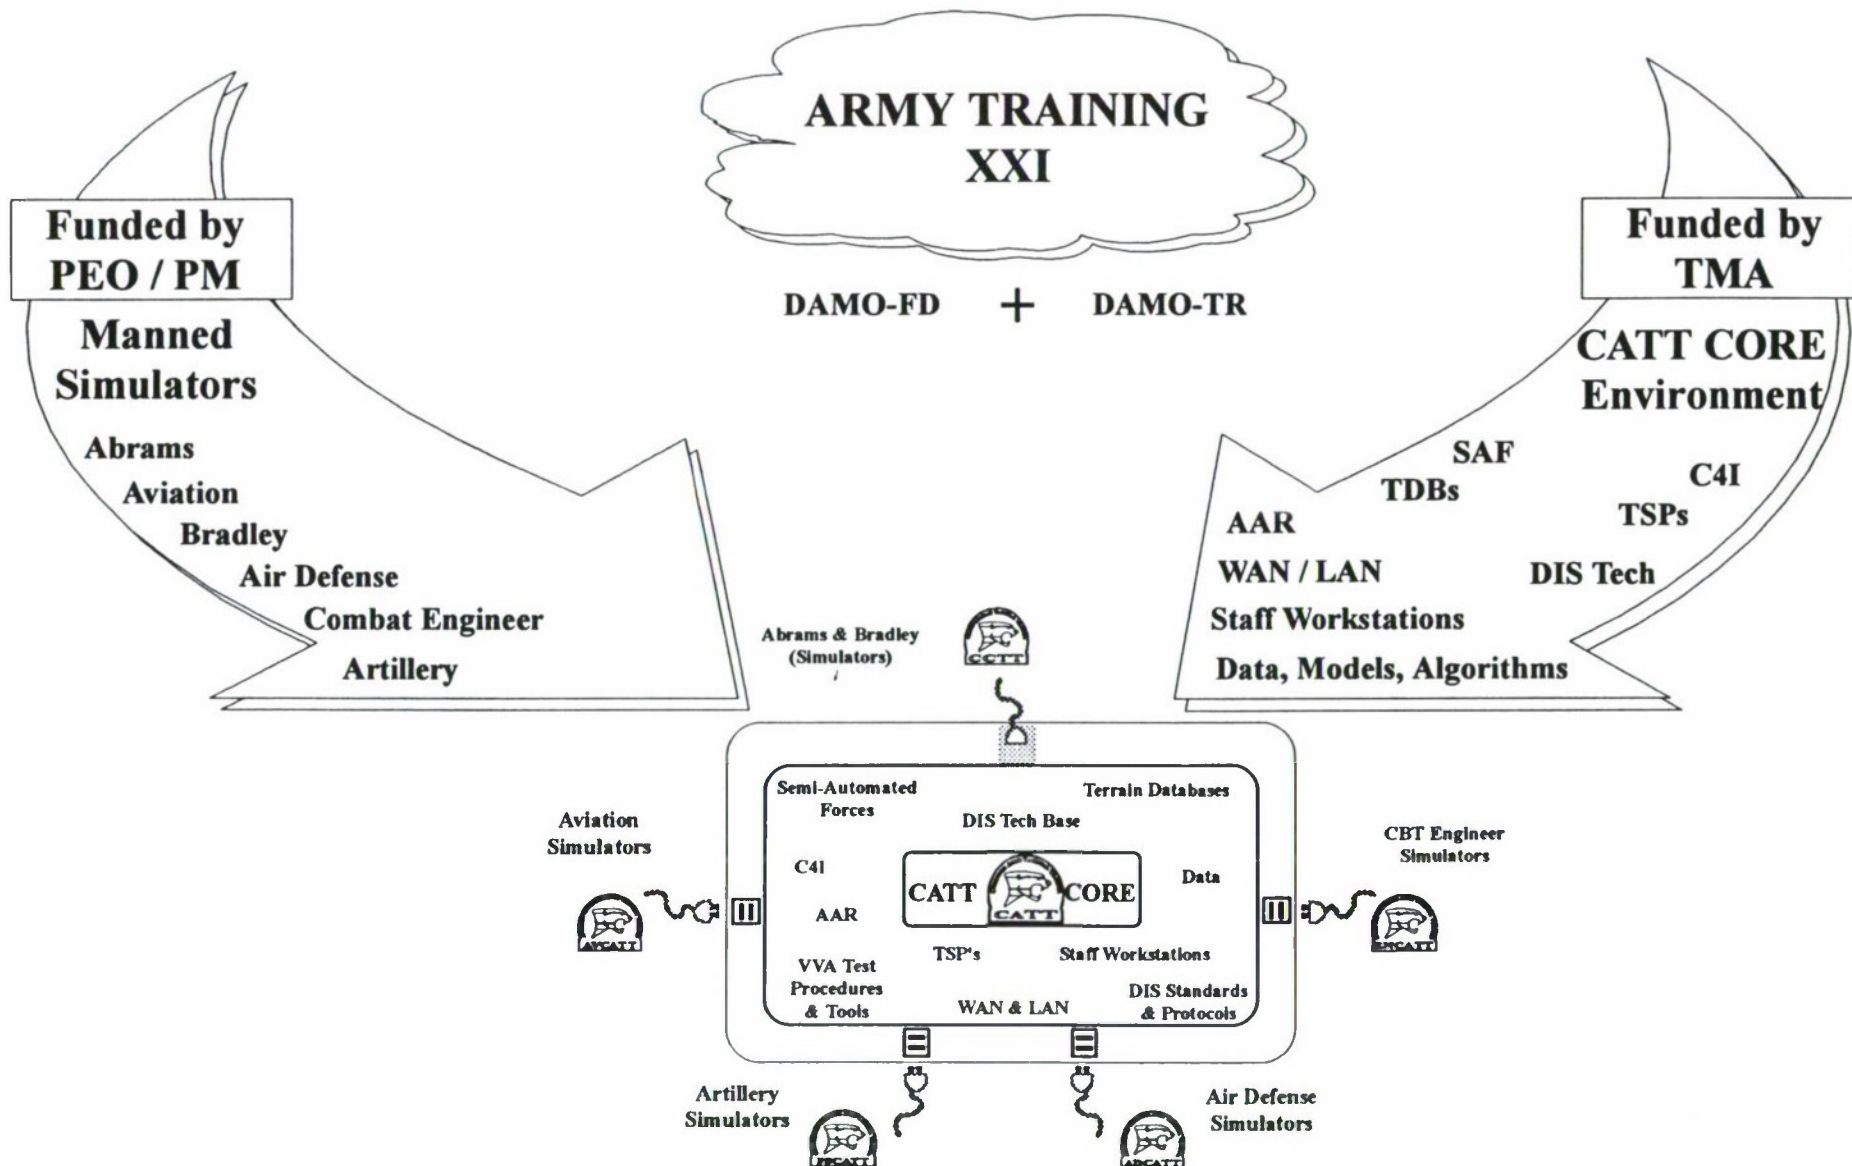 ARMY TRAINING
XXI
DAMO-FD + DAMO-TR
Funded by
PEO / PM
Manned
Simulators
Abrams
Aviation
Bradley
Air Defense
Combat Engineer
Artillery
Funded by
TMA
CATT CORE
Environment
SAF
C4I
TDBs
TSPs
AAR
WAN / LAN
DIS Tech
Staff Workstations
Data, Models, Algorithms
Abrams & Bradley
(Simulators)
CCTT
Aviation
Simulators
AVCATT
CBT Engineer
Simulators
ENCATT
Semi-Automated
Forces
Terrain Databases
DIS Tech Base
C4I
CATT
CATT
CORE
Data
AAR
TSP's
Staff Workstations
VVA Test
Procedures
& Tools
WAN & LAN
DIS Standards
& Protocols
Artillery
Simulators
Air Defense
Simulators
ADCATT